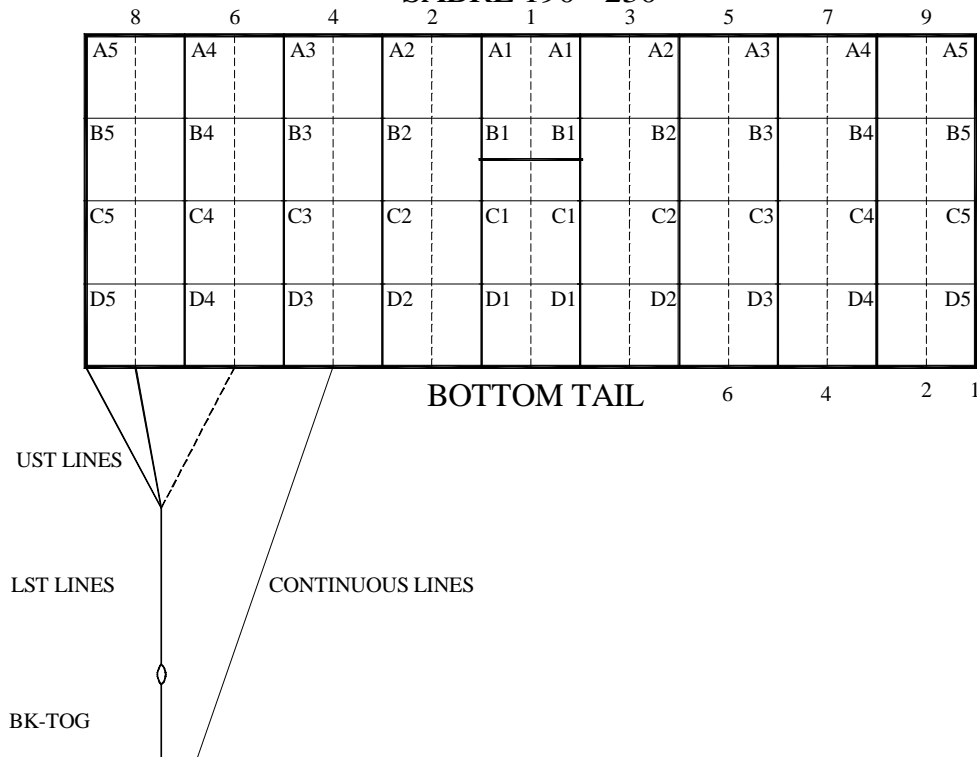 8 6 4 2 1 3 5 7 9
A5 A4 A3 A2 A1 A1 A2 A3 A4 A5
B5 B4 B3 B2 B1 B1 B2 B3 B4 B5
C5 C4 C3 C2 C1 C1 C2 C3 C4 C5
D5 D4 D3 D2 D1 D1 D2 D3 D4 D5
BOTTOM TAIL 6 4 2 1
UST LINES
LST LINES CONTINUOUS LINES
BK-TOG